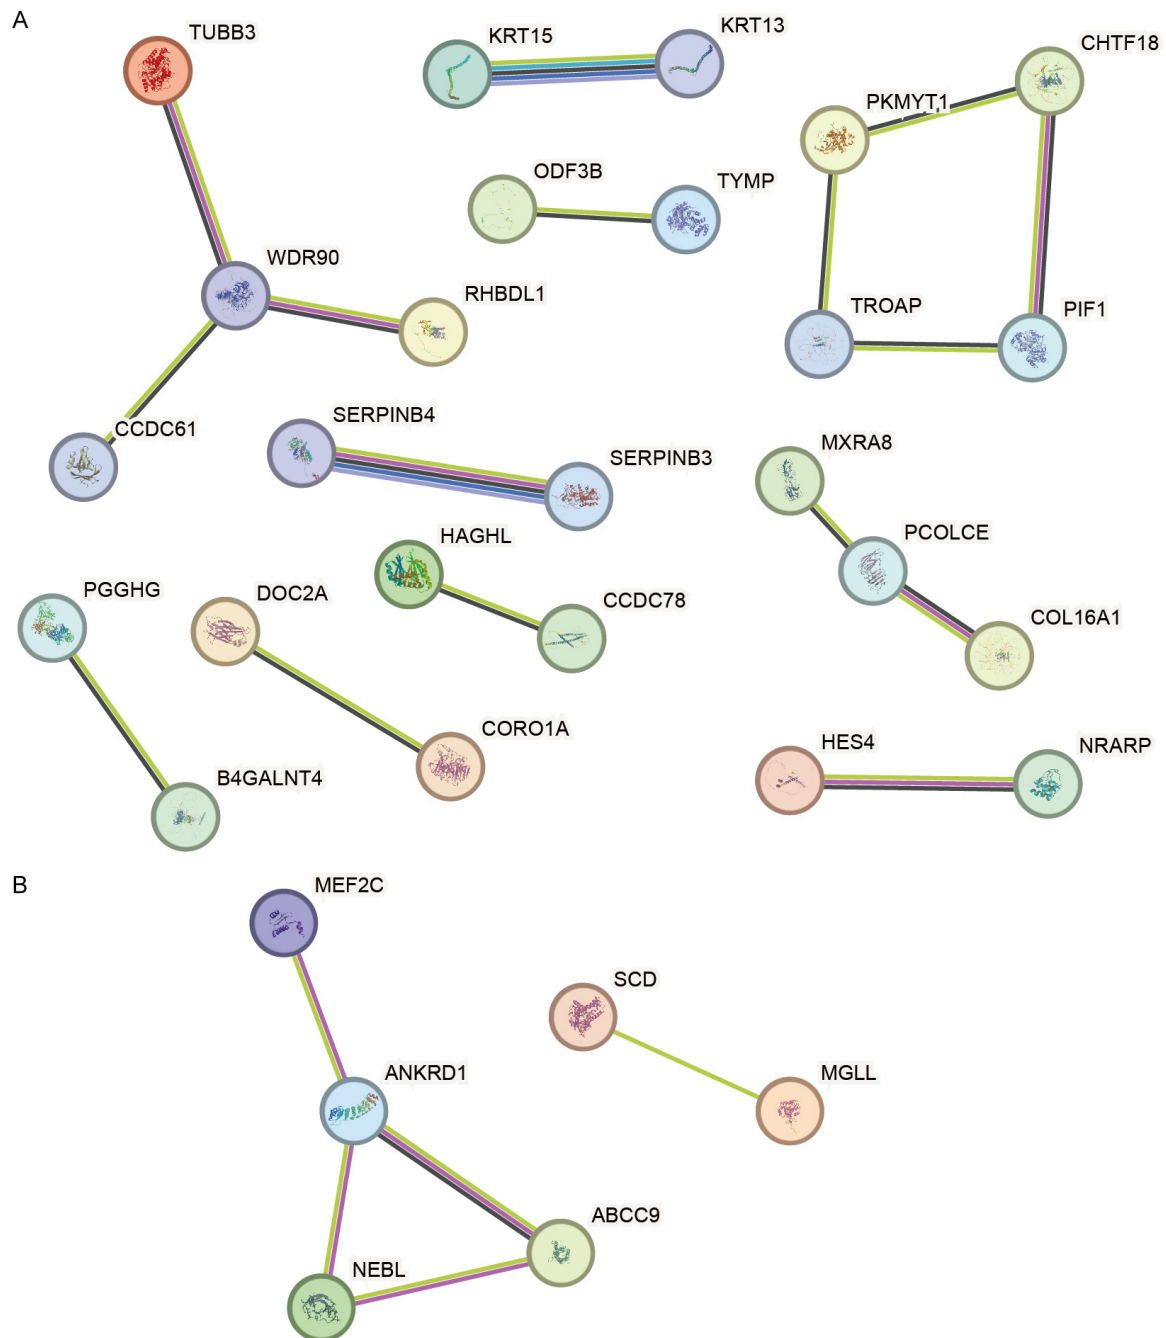 A
TUBB3
KRT15
KRT13
CHTF18
PKMYT1
ODF3B
TYMP
WDR90
RHBDL1
TROAP
PIF1
CCDC61
SERPINB4
SERPINB3
MXRA8
HAGHL
PCOLCE
PGGHG
DOC2A
CCDC78
COL16A1
CORO1A
HES4
NRARP
B4GALNT4
B
MEF2C
SCD
ANKRD1
MGLL
ABCC9
NEBL